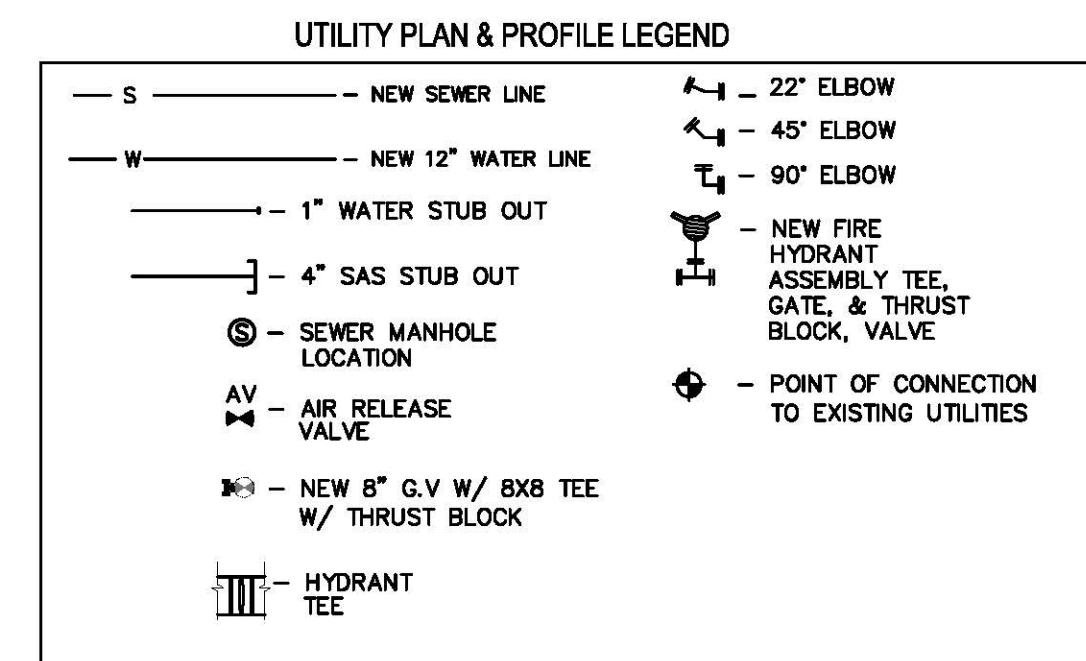 UTILITY PLAN & PROFILE LEGEND
S – NEW SEWER LINE
W – NEW 12" WATER LINE
– 1" WATER STUB OUT
– 4" SAS STUB OUT
S – SEWER MANHOLE
LOCATION
AV
– AIR RELEASE
VALVE
– NEW 8" G.V W/ 8X8 TEE
W/ THRUST BLOCK
– HYDRANT
TEE
– 22° ELBOW
– 45° ELBOW
– 90° ELBOW
– NEW FIRE
HYDRANT
ASSEMBLY TEE,
GATE, & THRUST
BLOCK, VALVE
– POINT OF CONNECTION
TO EXISTING UTILITIES